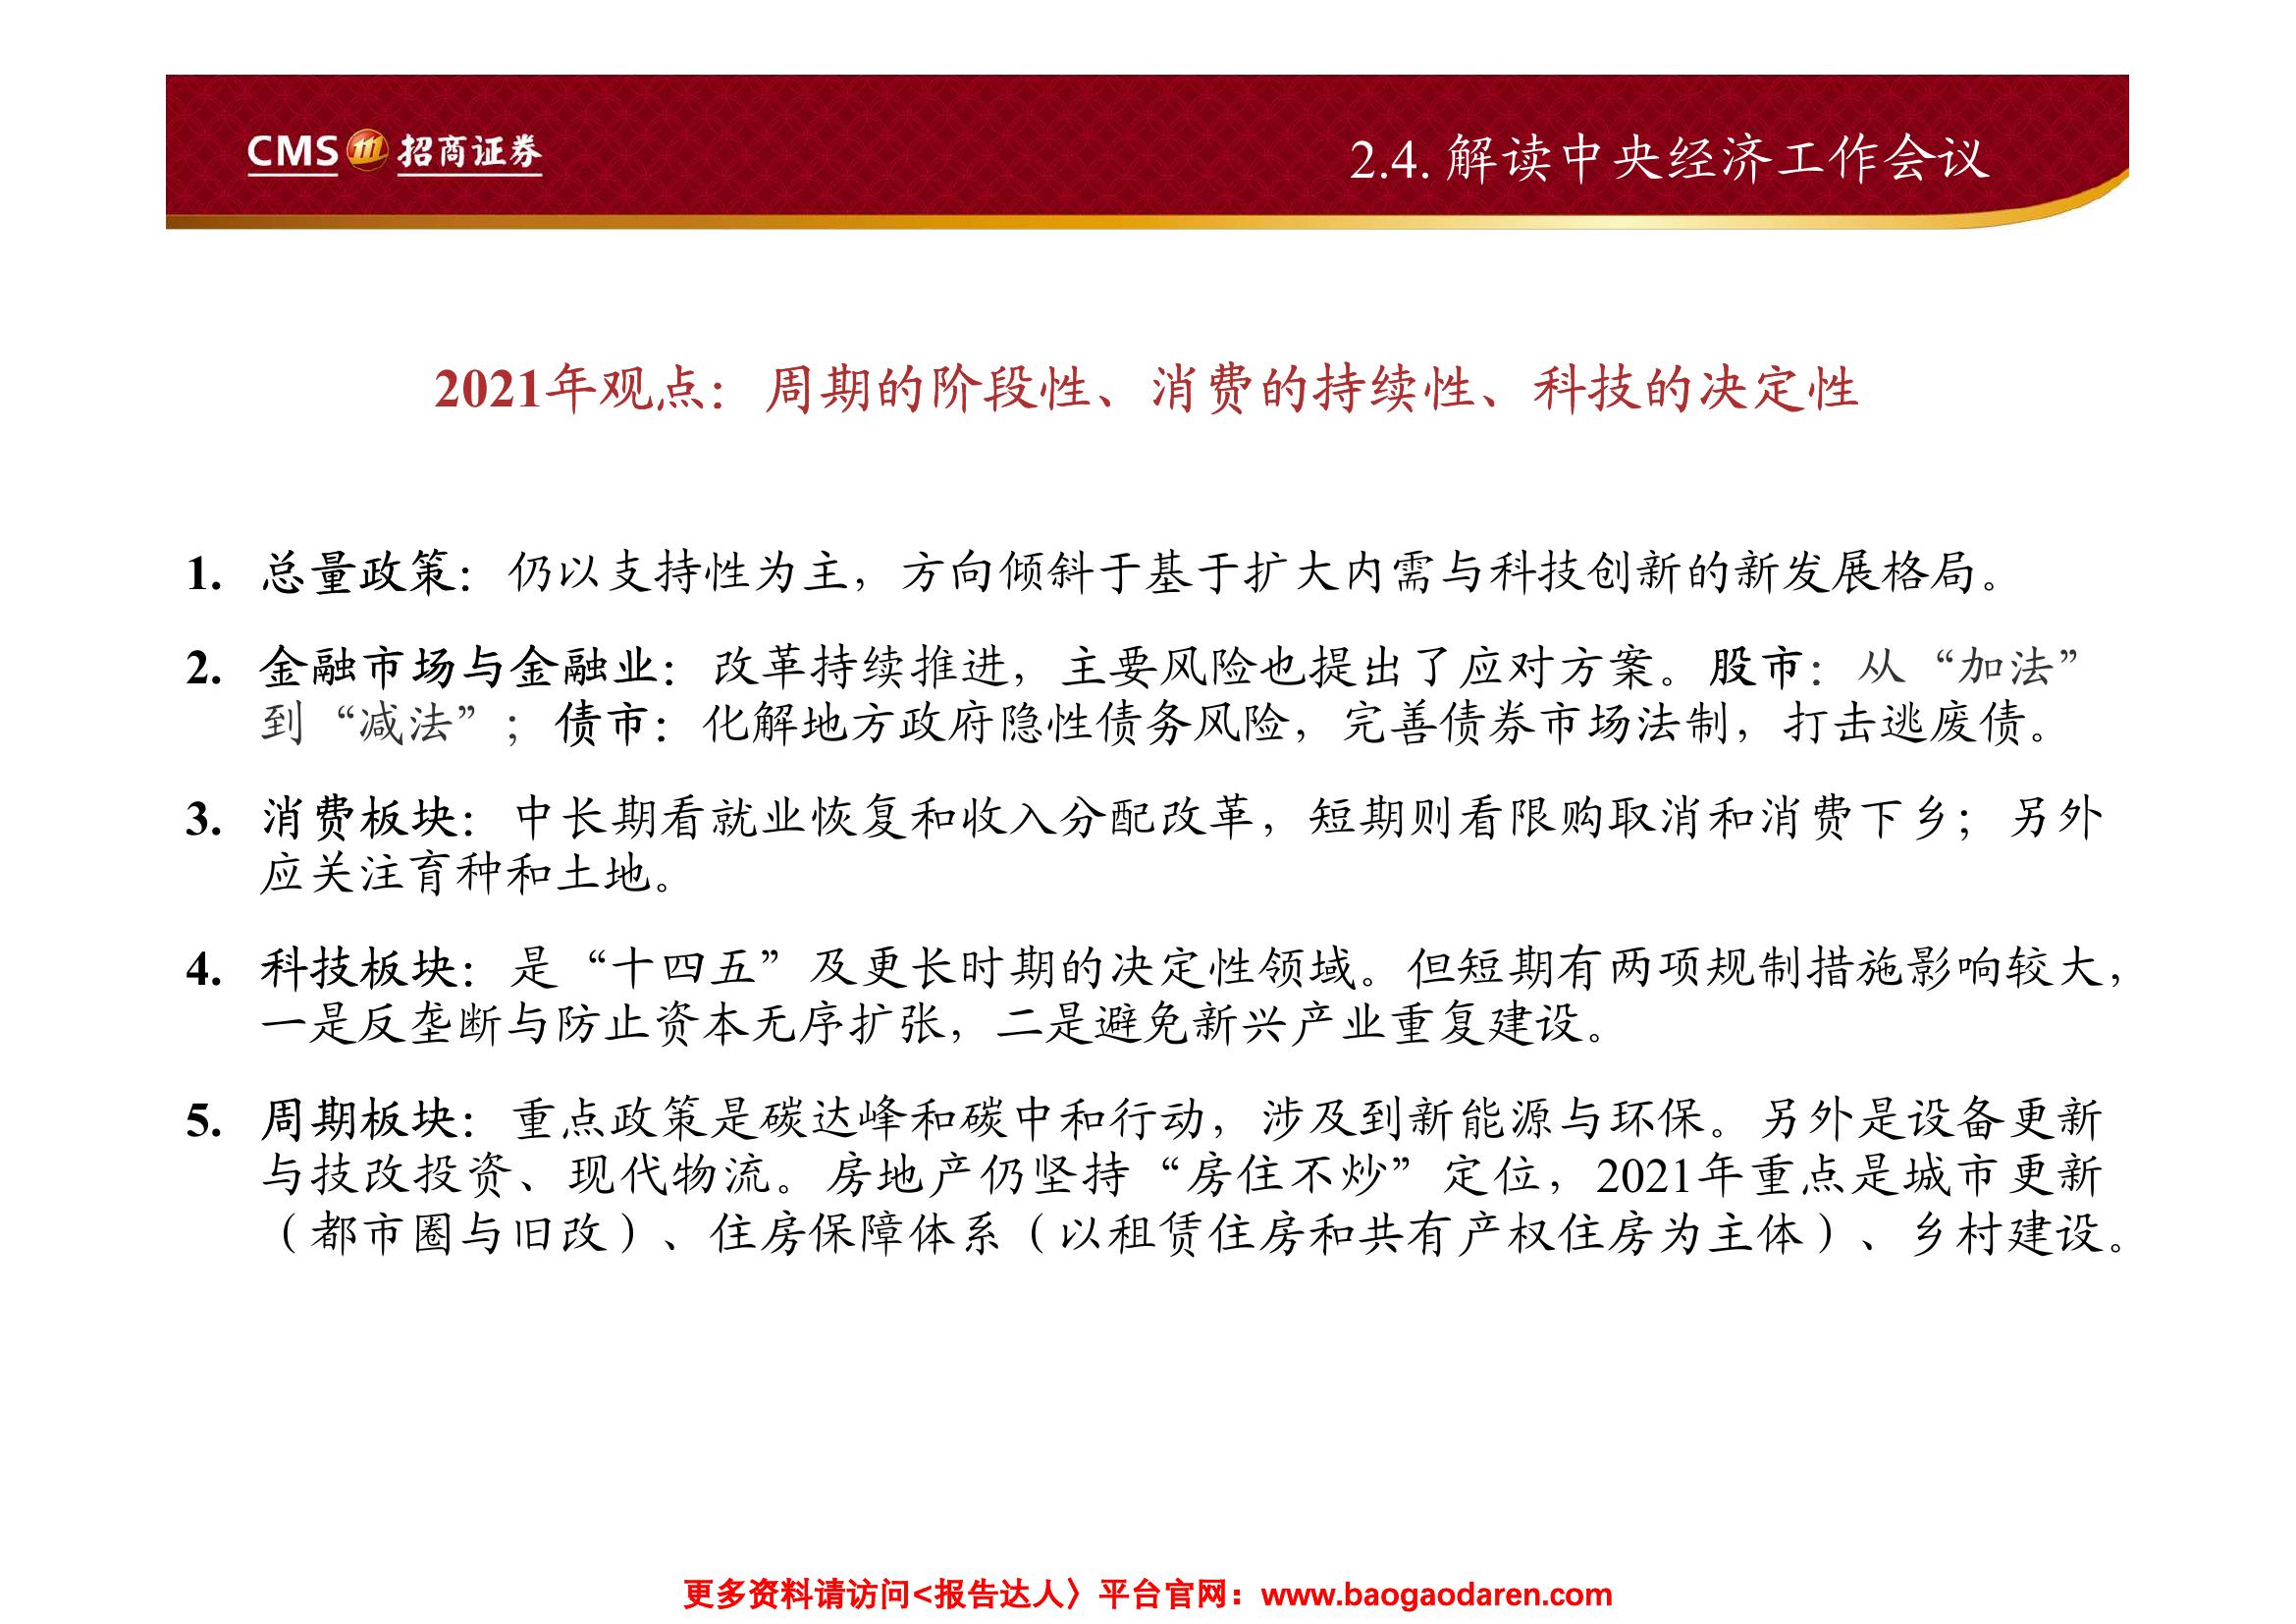 CMS 招商证券
2.4. 解读中央经济工作会议
2021年观点：周期的阶段性、消费的持续性、科技的决定性
1. 总量政策：仍以支持性为主，方向倾斜于基于扩大内需与科技创新的新发展格局。
2. 金融市场与金融业：改革持续推进，主要风险也提出了应对方案。股市：从“加法”
到“减法”；债市：化解地方政府隐性债务风险，完善债券市场法制，打击逃废债。
3. 消费板块：中长期看就业恢复和收入分配改革，短期则看限购取消和消费下乡；另外
应关注育种和土地。
4. 科技板块：是“十四五”及更长时期的决定性领域。但短期有两项规制措施影响较大，
一是反垄断与防止资本无序扩张，二是避免新兴产业重复建设。
5. 周期板块：重点政策是碳达峰和碳中和行动，涉及到新能源与环保。另外是设备更新
与技改投资、现代物流。房地产仍坚持“房住不炒”定位，2021年重点是城市更新
（都市圈与旧改）、住房保障体系（以租赁住房和共有产权住房为主体）、乡村建设。
更多资料请访问<报告达人〉平台官网：www.baogaodaren.com